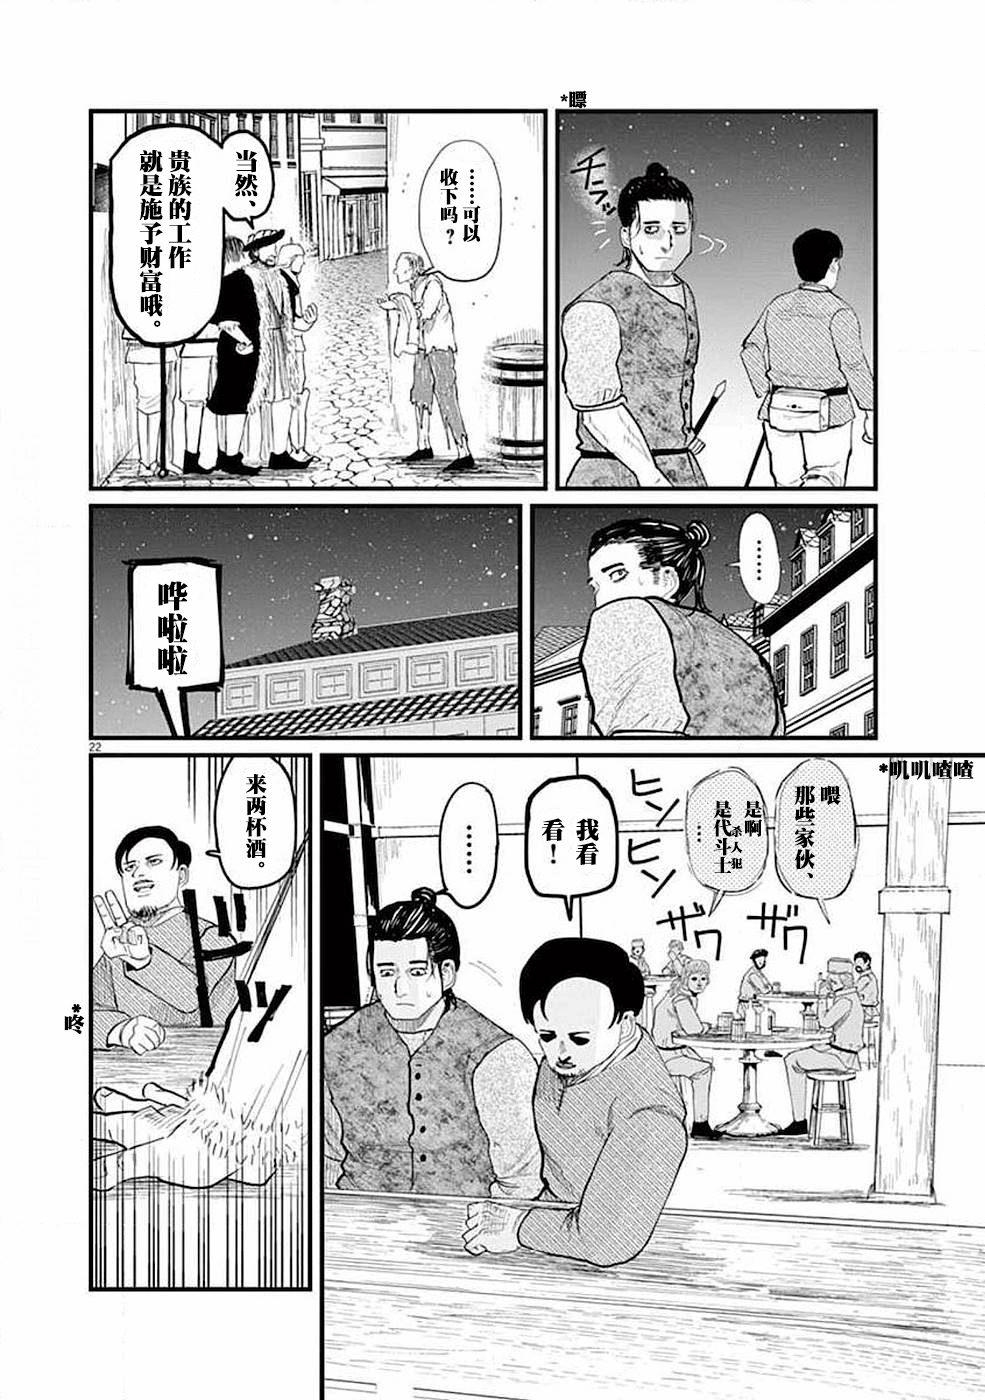 *瞟
チラッ
……可以
收下吗？
当然、
贵族的工作
就是施予财富哦。
……
哗啦啦
22
*叽叽喳喳
喂
那些家伙、
是啊
是代斗士
杀人犯
…
ザワ
ザワ
ヒソ
ヒソ
我看
看！
……
来两杯酒。
ドッ
*咚